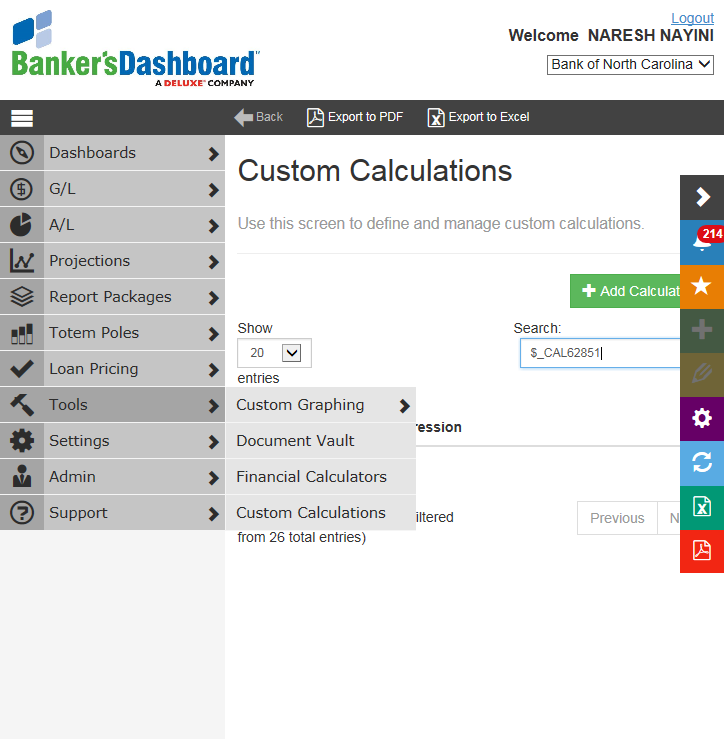 Logout
Welcome NARESH NAYINI
Banker'sDashboard
A DELUXE COMPANY
Bank of North Carolina
Back
Export to PDF
Export to Excel
Dashboards
G/L
A/L
Projections
Report Packages
Totem Poles
Loan Pricing
Tools
Settings
Admin
Support
Custom Graphing
Document Vault
Financial Calculators
Custom Calculations
Custom Calculations
Use this screen to define and manage custom calculations.
Add Calculat
Show
20
entries
Search:
$_CAL62851
ression
iltered
from 26 total entries)
Previous
N
214